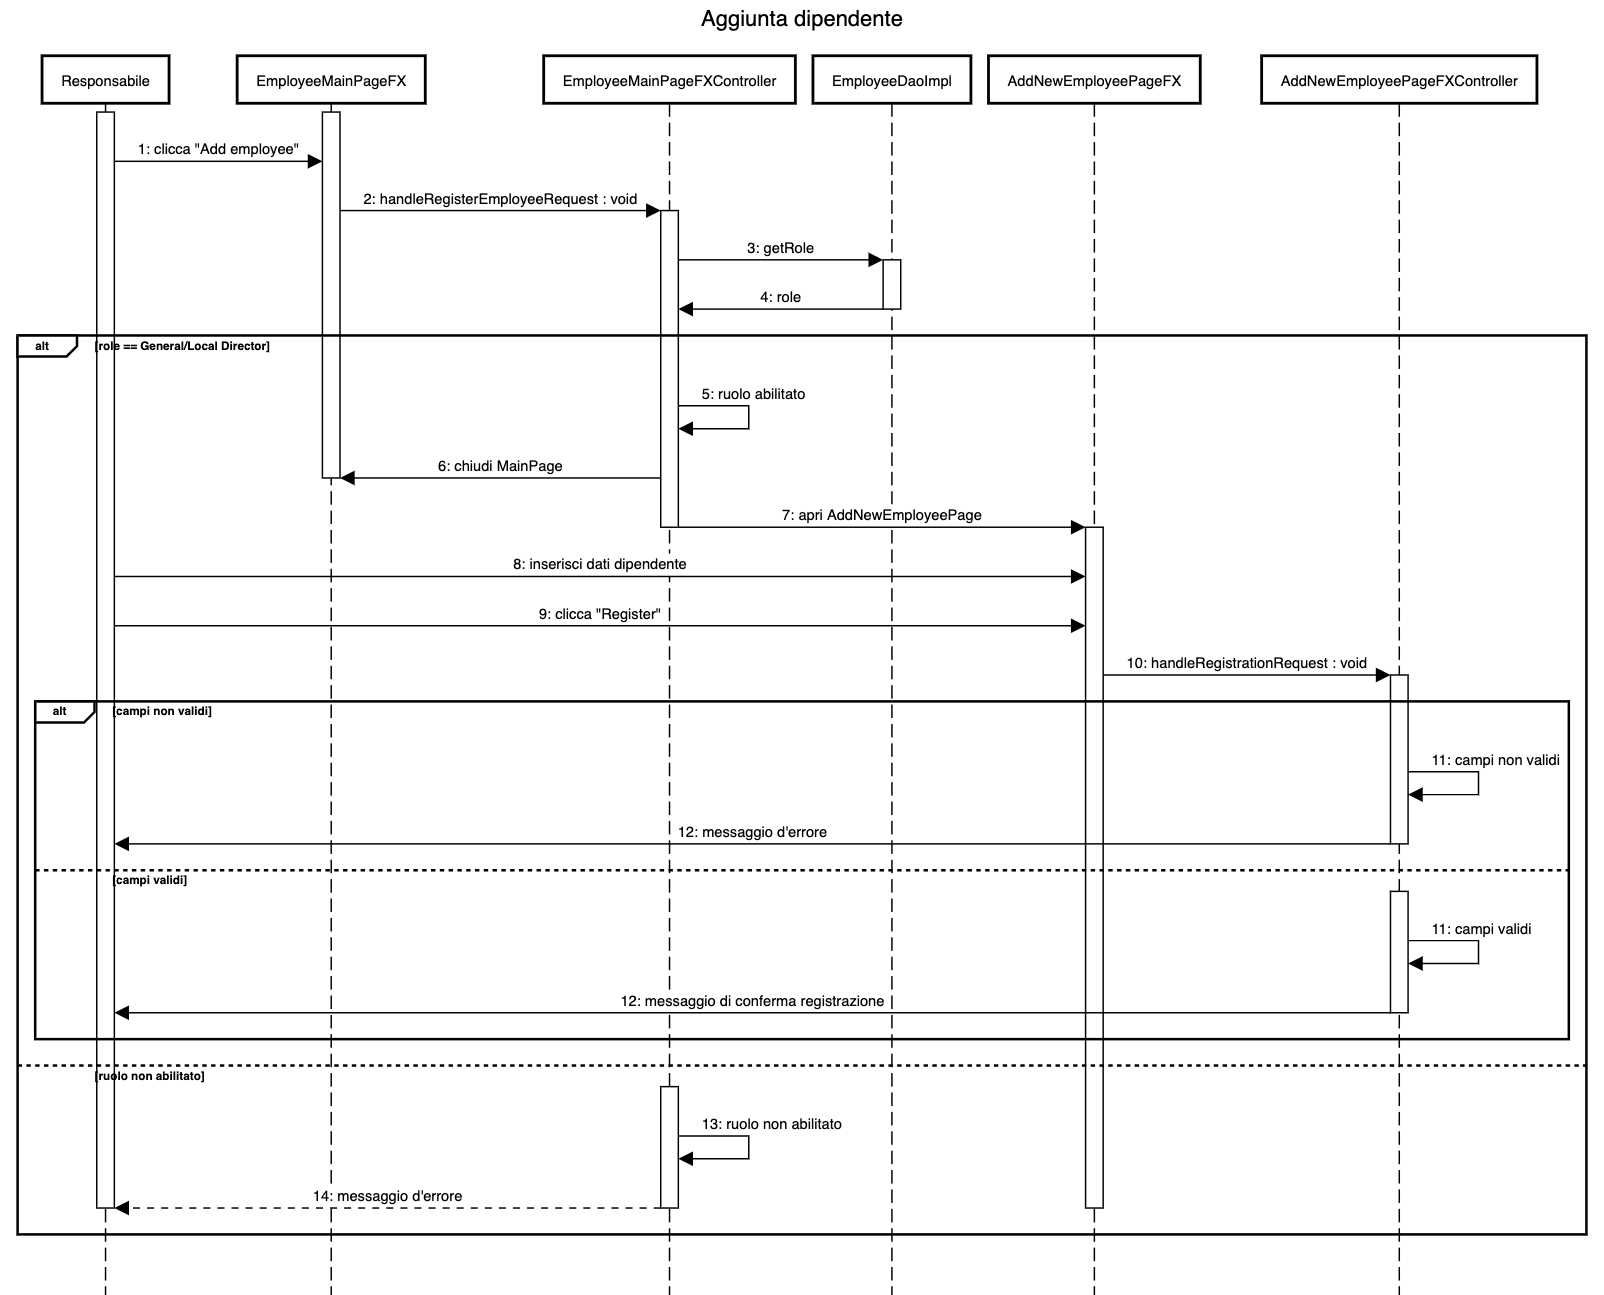 Aggiunta dipendente
Responsabile
EmployeeMainPageFX
EmployeeMainPageFXController
EmployeeDaoImpl
AddNewEmployeePageFX
AddNewEmployeePageFXController
1: clicca "Add employee"
2: handleRegisterEmployeeRequest : void
3: getRole
4: role
alt
[role == General/Local Director]
5: ruolo abilitato
6: chiudi MainPage
7: apri AddNewEmployeePage
8: inserisci dati dipendente
9: clicca "Register"
10: handleRegistrationRequest : void
alt
[campi non validi]
11: campi non validi
12: messaggio d'errore
[campi validi]
11: campi validi
12: messaggio di conferma registrazione
[ruolo non abilitato]
13: ruolo non abilitato
14: messaggio d'errore